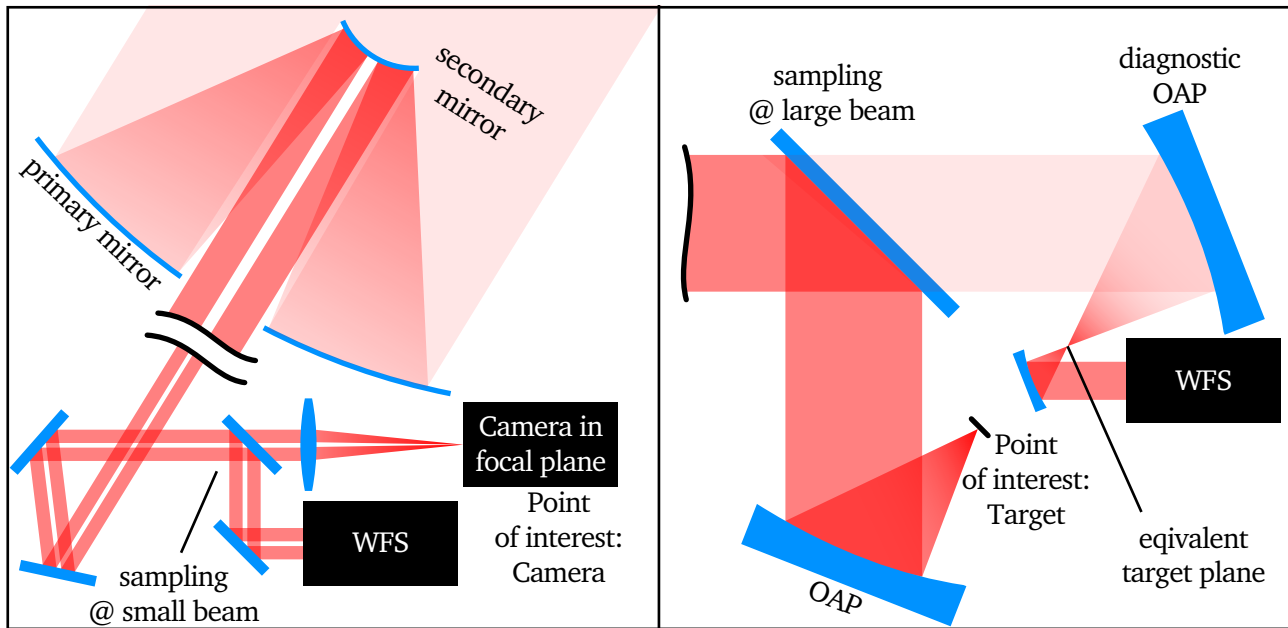 secondary
mirror
primary mirror
Camera in
focal plane
Point
of interest:
Camera
WFS
sampling
@ small beam
sampling
@ large beam
diagnostic
OAP
WFS
Point
of interest:
Target
OAP
eqivalent
target plane